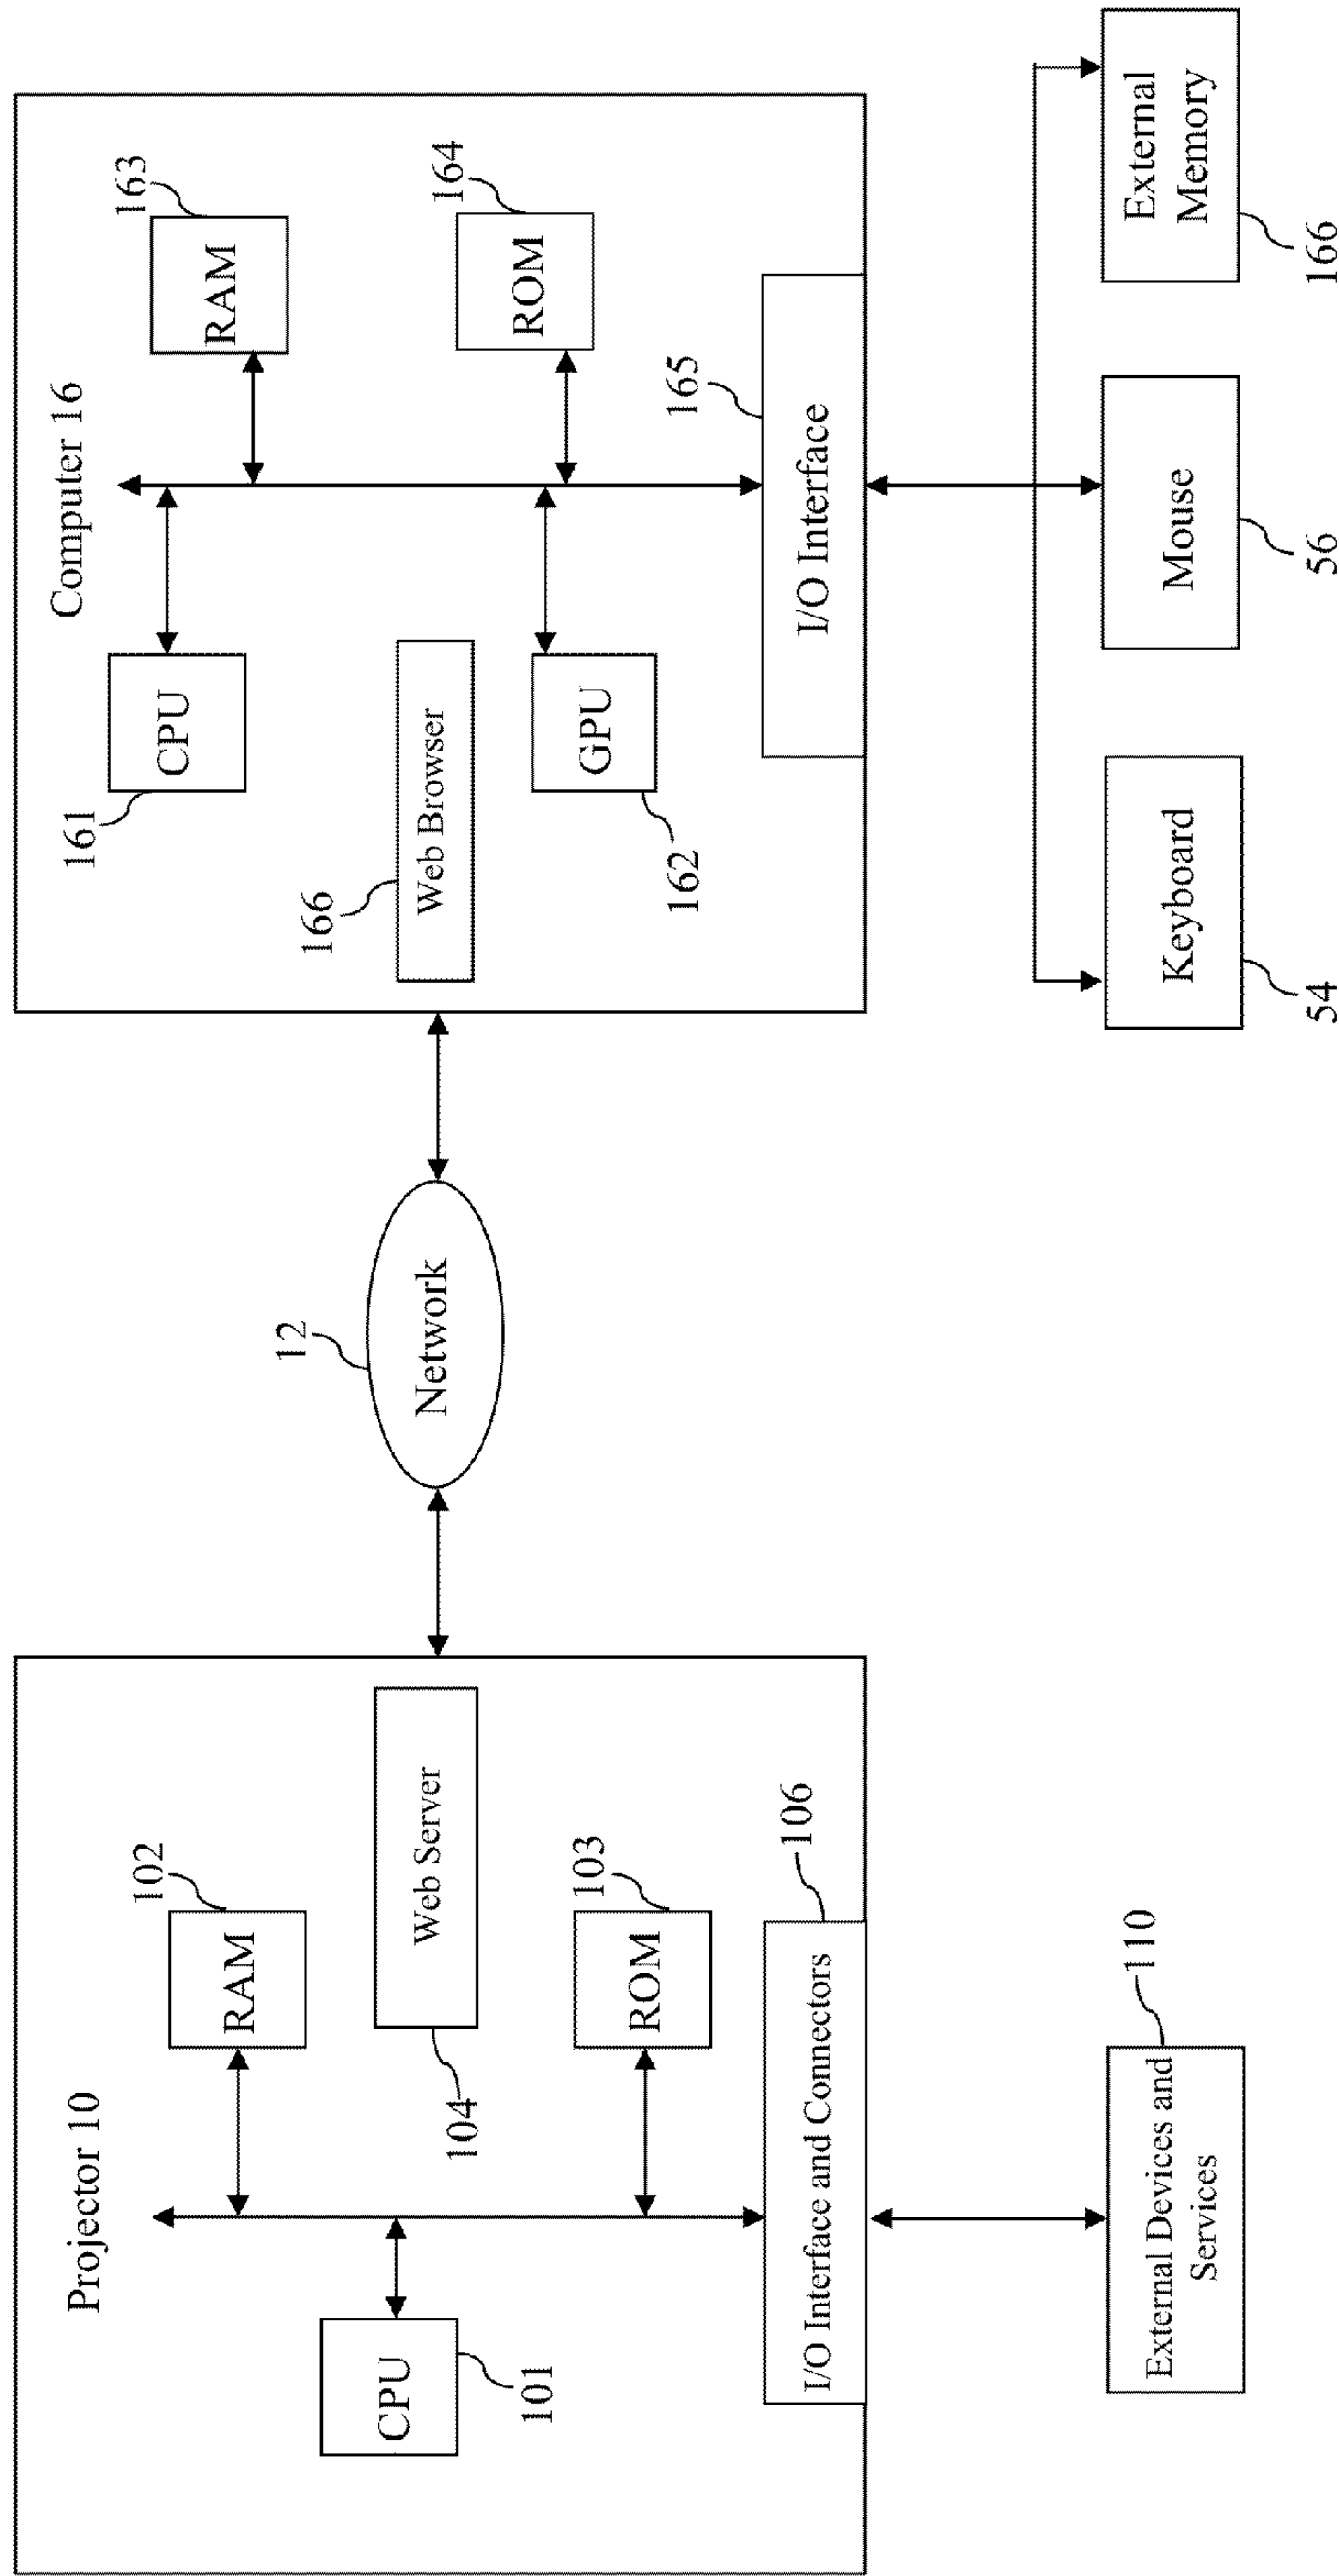 Projector 10
CPU
101
RAM
102
Web Server
104
ROM
103
I/O Interface and Connectors
106
External Devices and
Services
110
12
Network
Computer 16
CPU
161
RAM
163
166
Web Browser
GPU
162
ROM
164
I/O Interface
165
Keyboard
54
Mouse
56
External
Memory
166